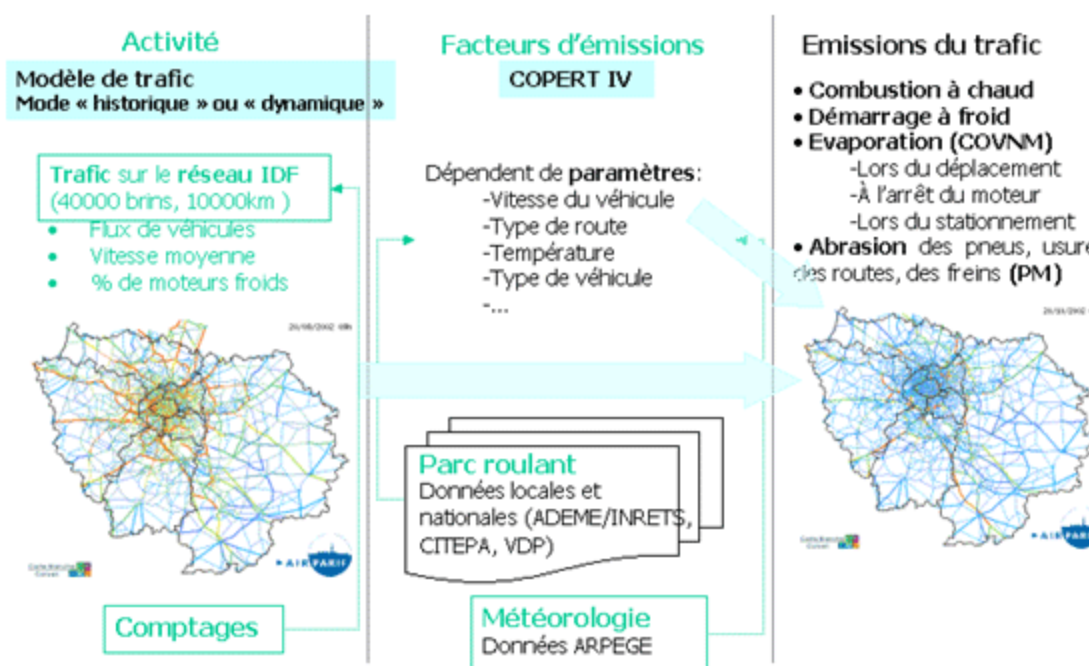 Activité
Modèle de trafic
Mode « historique » ou « dynamique »
Trafic sur le réseau IDF
(40000 brins, 10000km )
• Flux de véhicules
• Vitesse moyenne
• % de moteurs froids
AIRPARIF
Comptages
Facteurs d'émissions
COPERT IV
Dépendent de paramètres:
-Vitesse du véhicule
-Type de route
-Température
-Type de véhicule
-...
Parc roulant
Données locales et
nationales (ADEME/INRETS,
CITEPA, VDP)
Météorologie
Données ARPEGE
Emissions du trafic
• Combustion à chaud
• Démarrage à froid
• Evaporation (COVNM)
-Lors du déplacement
-À l'arrêt du moteur
-Lors du stationnement
• Abrasion des pneus, usure
des routes, des freins (PM)
AIRPARIF